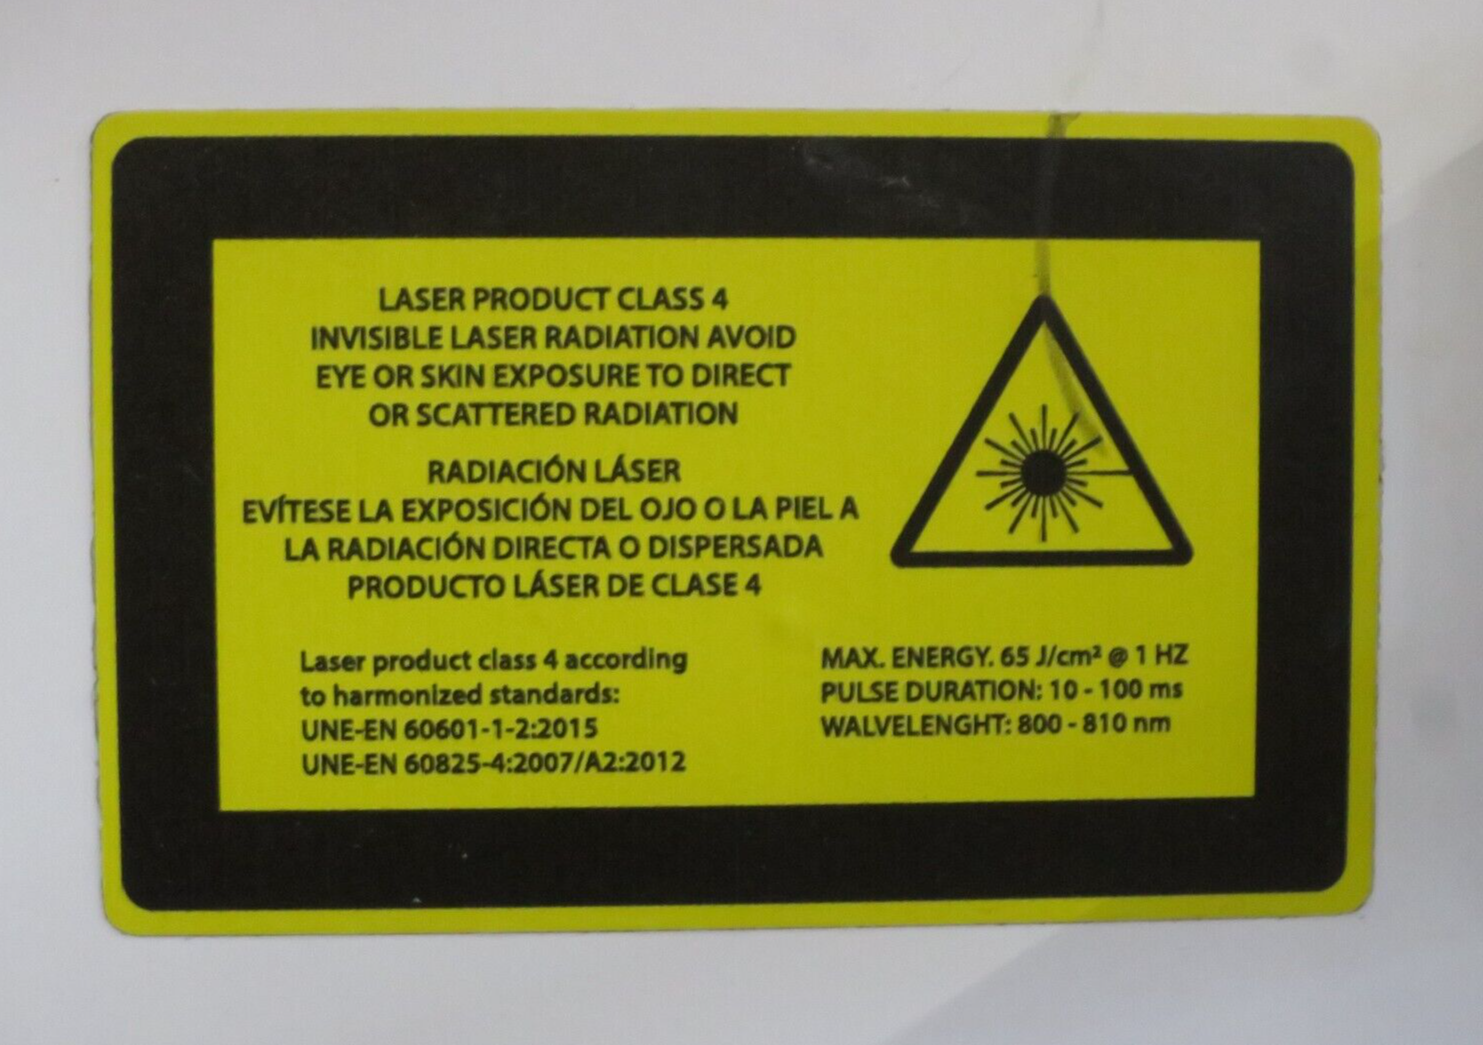 LASER PRODUCT CLASS 4
INVISIBLE LASER RADIATION AVOID
EYE OR SKIN EXPOSURE TO DIRECT
OR SCATTERED RADIATION
RADIACIÓN LÁSER
EVÍTESE LA EXPOSICIÓN DEL OJO O LA PIEL A
LA RADIACIÓN DIRECTA O DISPERSADA
PRODUCTO LÁSER DE CLASE 4
Laser product class 4 according
to harmonized standards:
UNE-EN 60601-1-2:2015
UNE-EN 60825-4:2007/A2:2012
MAX. ENERGY. 65 J/cm² @ 1 HZ
PULSE DURATION: 10 - 100 ms
WALVELENGHT: 800 - 810 nm